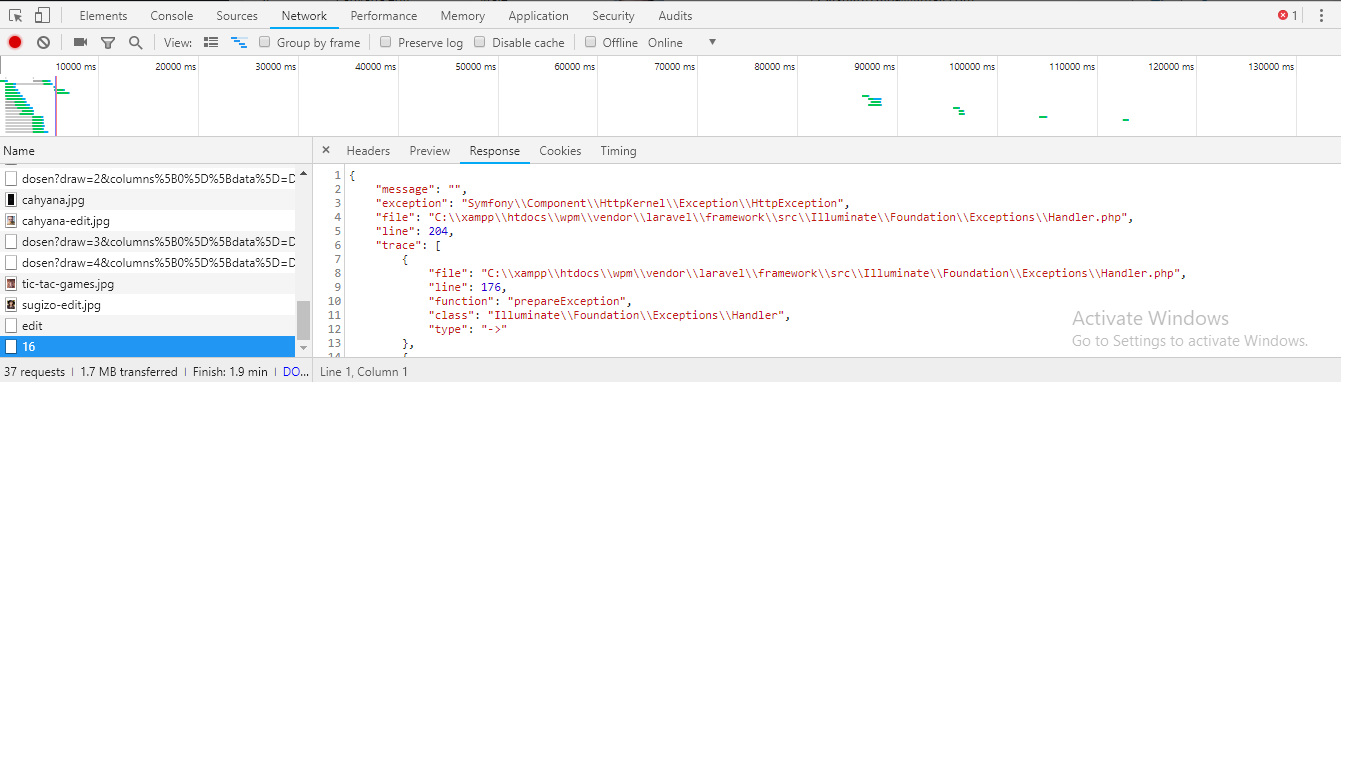 Elements Console Sources Network Performance Memory Application Security Audits 1
View: Group by frame Preserve log Disable cache Offline Online
10000 ms 20000 ms 30000 ms 40000 ms 50000 ms 60000 ms 70000 ms 80000 ms 90000 ms 100000 ms 110000 ms 120000 ms 130000 ms
Name
dosen?draw=2&columns%5B0%5D%5Bdata%5D=D
cahyana.jpg
cahyana-edit.jpg
dosen?draw=3&columns%5B0%5D%5Bdata%5D=D
dosen?draw=4&columns%5B0%5D%5Bdata%5D=D
tic-tac-games.jpg
sugizo-edit.jpg
edit
16
37 requests 1.7 MB transferred Finish: 1.9 min DO...
× Headers Preview Response Cookies Timing
1 {
2 "message": "",
3 "exception": "Symfony\\Component\\HttpKernel\\Exception\\HttpException",
4 "file": "C:\\xampp\\htdocs\\wpm\\vendor\\laravel\\framework\\src\\Illuminate\\Foundation\\Exceptions\\Handler.php",
5 "line": 204,
6 "trace": [
7 {
8 "file": "C:\\xampp\\htdocs\\wpm\\vendor\\laravel\\framework\\src\\Illuminate\\Foundation\\Exceptions\\Handler.php",
9 "line": 176,
10 "function": "prepareException",
11 "class": "Illuminate\\Foundation\\Exceptions\\Handler",
12 "type": "->"
13 },
14 {
Line 1, Column 1
Activate Windows
Go to Settings to activate Windows.